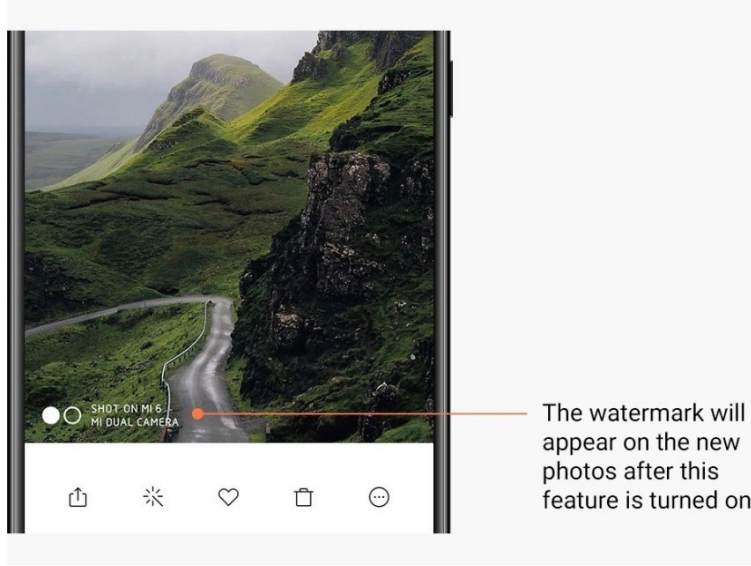 SHOT ON MI 6
MI DUAL CAMERA
The watermark will
appear on the new
photos after this
feature is turned on